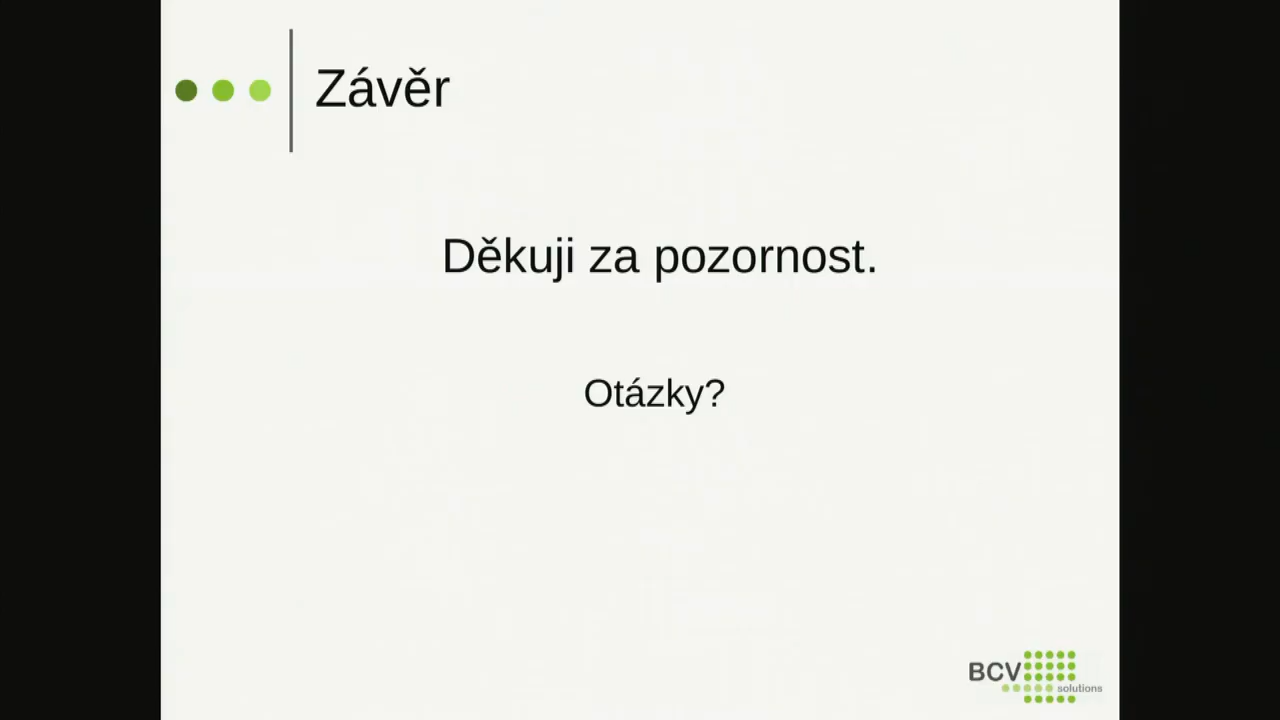 Závěr
Děkuji za pozornost.
Otázky?
BCV
solutions